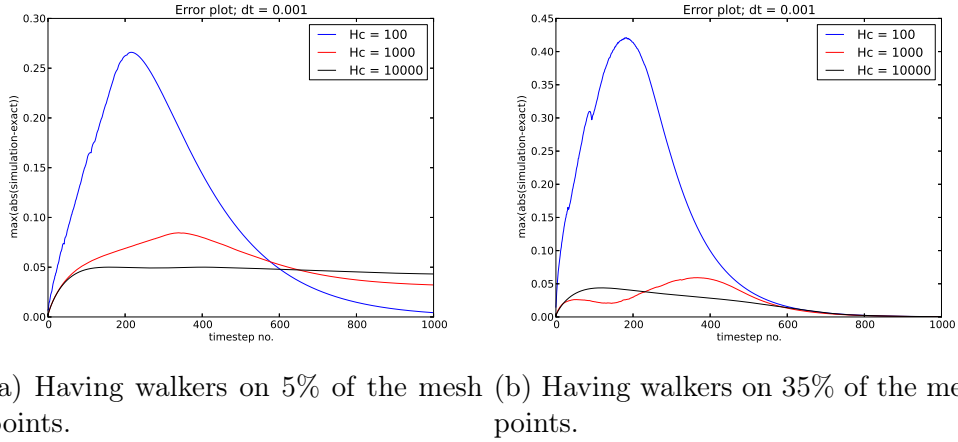 Error plot; dt = 0.001
0.30
0.25
0.20
0.15
0.10
0.05
0.00
max(abs(simulation-exact))
Hc = 100
Hc = 1000
Hc = 10000
0 200 400 600 800 1000
timestep no.
Error plot; dt = 0.001
0.45
0.40
0.35
0.30
0.25
0.20
0.15
0.10
0.05
0.00
max(abs(simulation-exact))
Hc = 100
Hc = 1000
Hc = 10000
0 200 400 600 800 1000
timestep no.
a) Having walkers on 5% of the mesh
oints.
(b) Having walkers on 35% of the me
points.